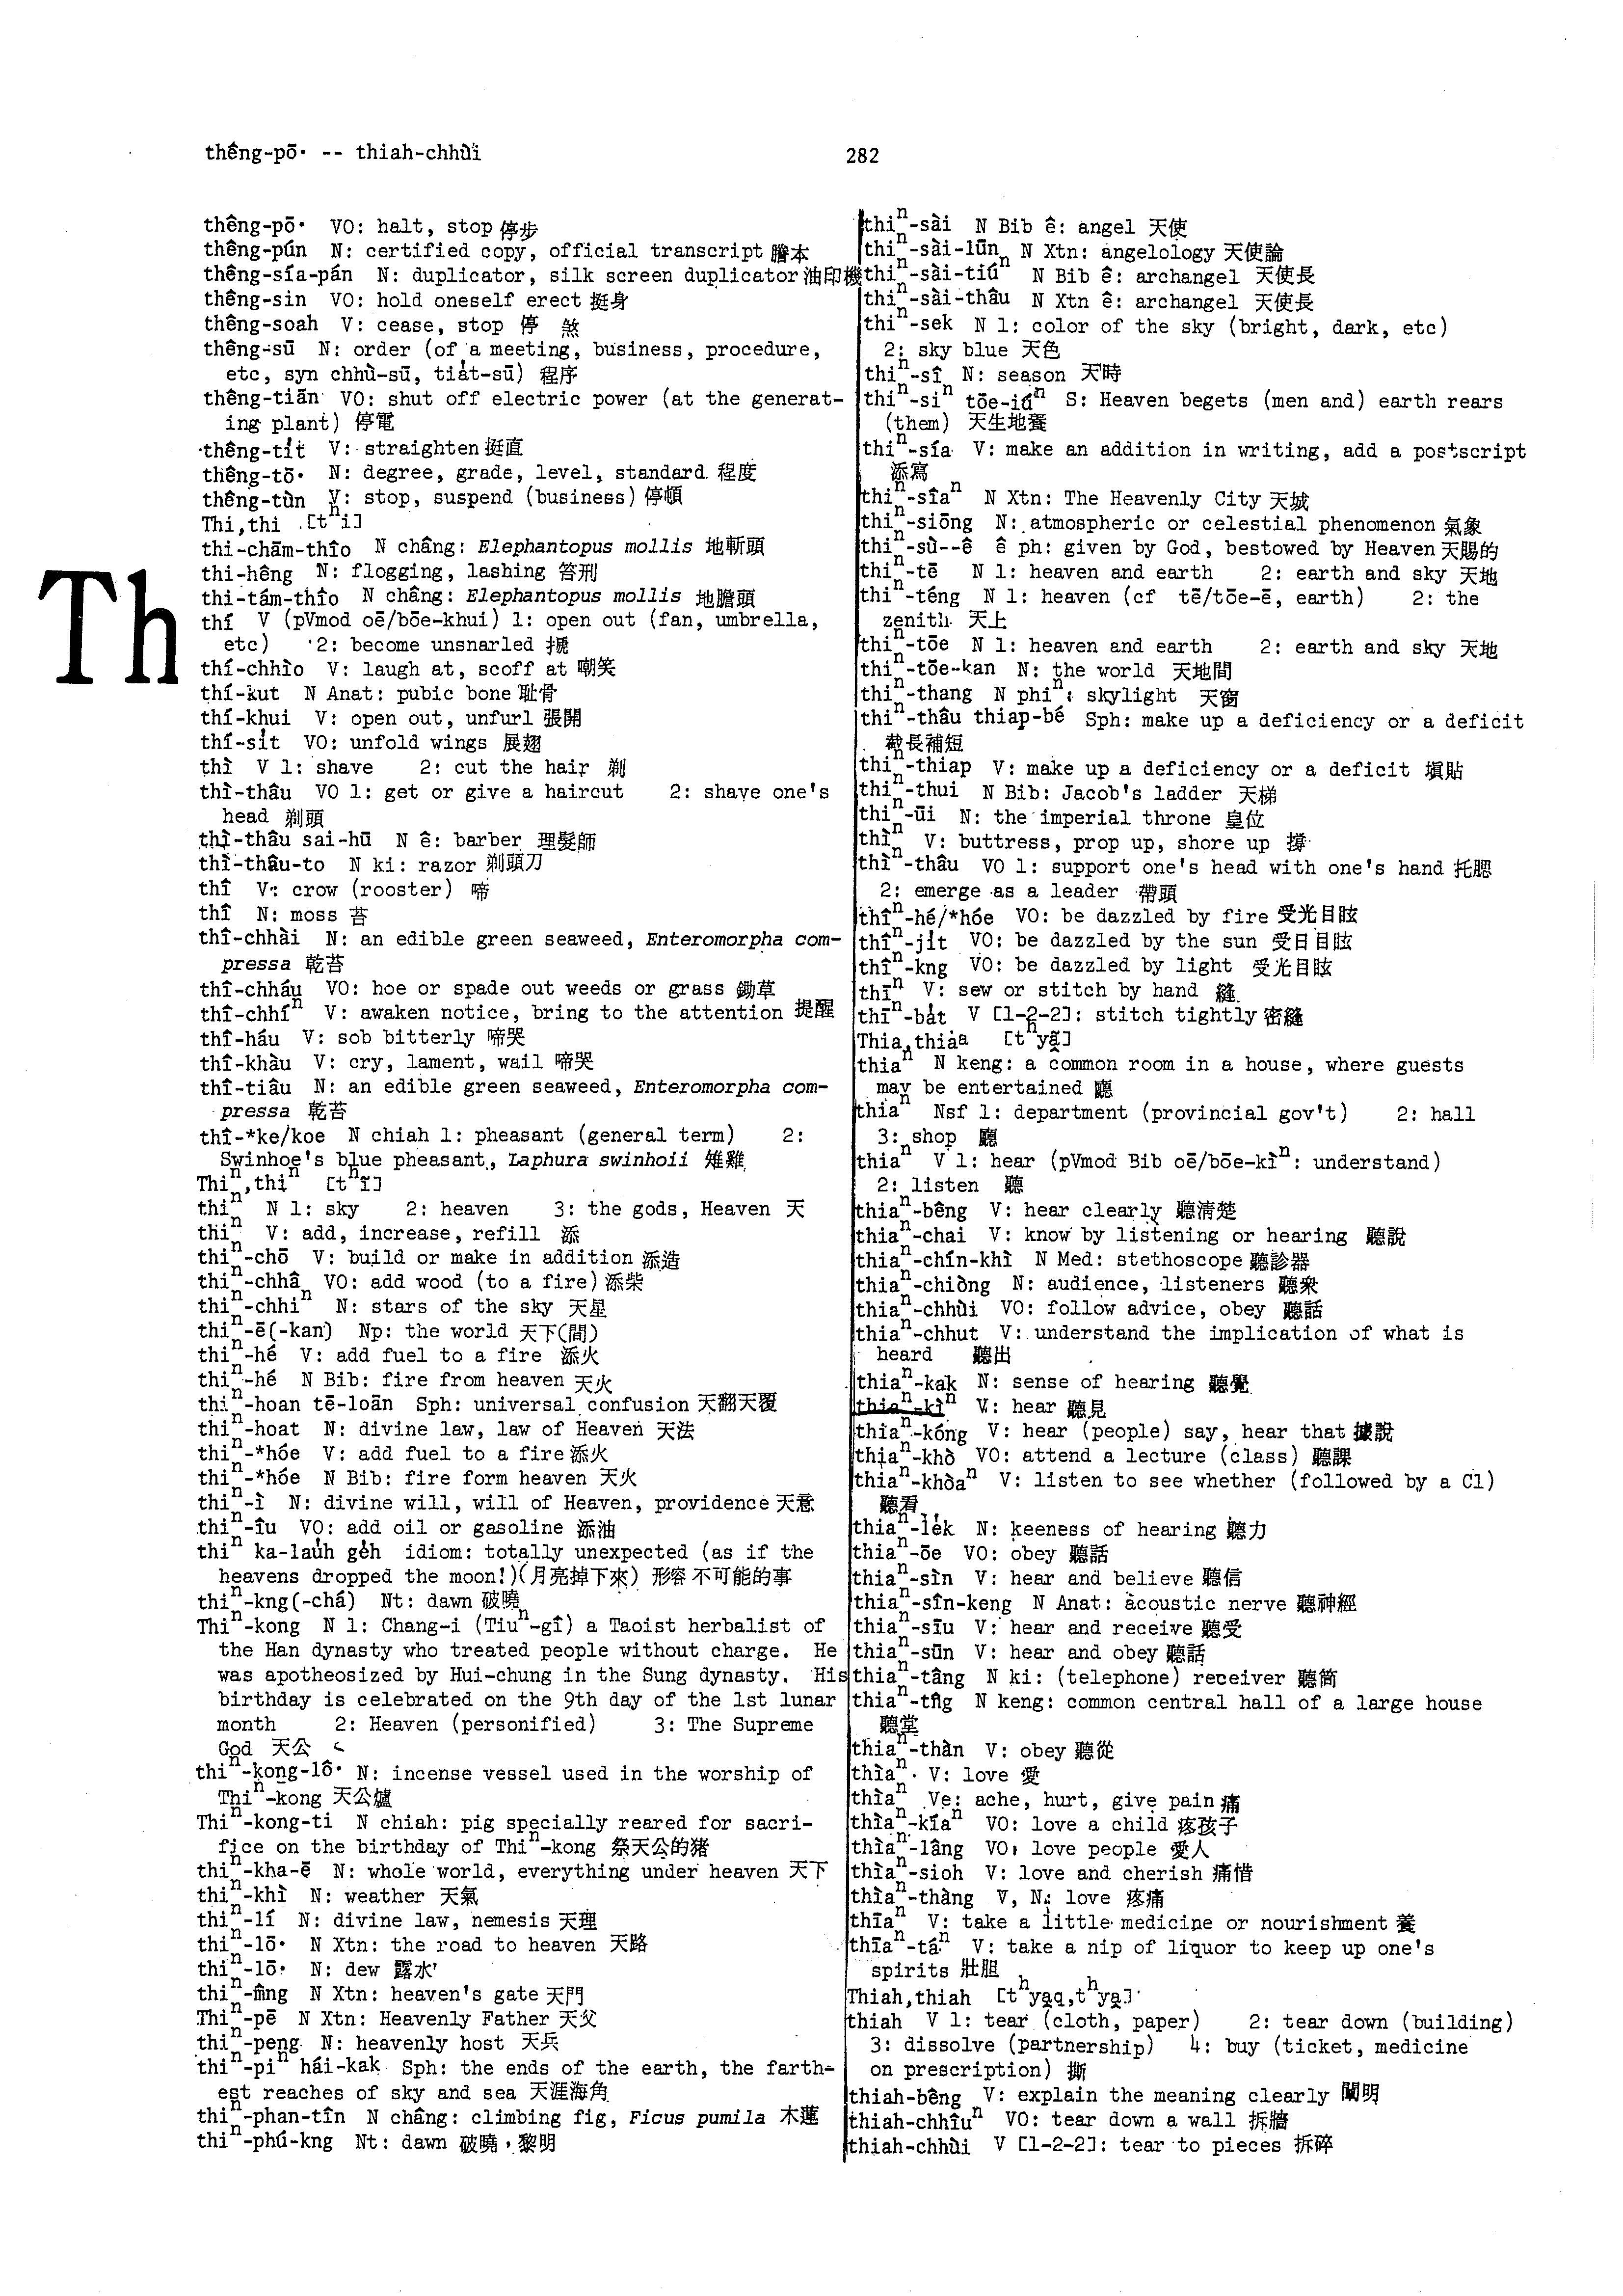 thêng-pō· -- thiah-chhùi
282
Th
thêng-pō· VO: halt, stop 停步
thêng-pún N: certified copy, official transcript 謄本
thêng-sía-pán N: duplicator, silk screen duplicator 油印機
thêng-sin VO: hold oneself erect 挺身
thêng-soah V: cease, stop 停 煞
thêng-sū N: order (of a meeting, business, procedure,
etc, syn chhù-sū, tia̍t-sū) 程序
thêng-tiān VO: shut off electric power (at the generat-
ing plant) 停電
thêng-ti̍t V: straighten 挺直
thêng-tō· N: degree, grade, level, standard 程度
thêng-tùn V: stop, suspend (business) 停頓
Thi,thi [tʰi]
thi-chām-thîo N châng: Elephantopus mollis 地斬頭
thi-hêng N: flogging, lashing 笞刑
thi-tám-thîo N châng: Elephantopus mollis 地膽頭
thí V (pVmod oē/bōe-khui) 1: open out (fan, umbrella,
etc) 2: become unsnarled 搋
thí-chhìo V: laugh at, scoff at 嘲笑
thí-kut N Anat: pubic bone 耻骨
thí-khui V: open out, unfurl 張開
thí-si̍t VO: unfold wings 展翅
thì V 1: shave 2: cut the hair 剃
thì-thâu VO 1: get or give a haircut 2: shave one's
head 剃頭
thì-thâu sai-hū N ê: barber 理髮師
thì-thâu-to N ki: razor 剃頭刀
thî V: crow (rooster) 啼
thî N: moss 苔
thî-chhài N: an edible green seaweed, Enteromorpha com-
pressa 乾苔
thî-chháu VO: hoe or spade out weeds or grass 鋤草
thî-chhíⁿ V: awaken notice, bring to the attention 提醒
thî-háu V: sob bitterly 啼哭
thî-khàu V: cry, lament, wail 啼哭
thî-tiâu N: an edible green seaweed, Enteromorpha com-
pressa 乾苔
thî-*ke/koe N chiah 1: pheasant (general term) 2:
Swinhoe's blue pheasant, Laphura swinhoii 雉雞
Thiⁿ,thiⁿ [tʰĩ]
thiⁿ N 1: sky 2: heaven 3: the gods, Heaven 天
thiⁿ V: add, increase, refill 添
thiⁿ-chō V: build or make in addition 添造
thiⁿ-chhâ VO: add wood (to a fire) 添柴
thiⁿ-chhiⁿ N: stars of the sky 天星
thiⁿ-ē(-kan) Np: the world 天下(間)
thiⁿ-hé V: add fuel to a fire 添火
thiⁿ-hé N Bib: fire from heaven 天火
thiⁿ-hoan tē-loān Sph: universal confusion 天翻天覆
thiⁿ-hoat N: divine law, law of Heaven 天法
thiⁿ-*hóe V: add fuel to a fire 添火
thiⁿ-*hóe N Bib: fire form heaven 天火
thiⁿ-ì N: divine will, will of Heaven, providence 天意
thiⁿ-îu VO: add oil or gasoline 添油
thiⁿ ka-lau̍h ge̍h idiom: totally unexpected (as if the
heavens dropped the moon!)(月亮掉下來) 形容不可能的事
thiⁿ-kng(-chá) Nt: dawn 破曉
Thiⁿ-kong N 1: Chang-i (Tiuⁿ-gî) a Taoist herbalist of
the Han dynasty who treated people without charge. He
was apotheosized by Hui-chung in the Sung dynasty. His
birthday is celebrated on the 9th day of the 1st lunar
month 2: Heaven (personified) 3: The Supreme
God 天公
thiⁿ-kong-lô· N: incense vessel used in the worship of
Thiⁿ-kong 天公爐
Thiⁿ-kong-ti N chiah: pig specially reared for sacri-
fice on the birthday of Thiⁿ-kong 祭天公的猪
thiⁿ-kha-ē N: whole world, everything under heaven 天下
thiⁿ-khì N: weather 天氣
thiⁿ-lí N: divine law, nemesis 天理
thiⁿ-lō· N Xtn: the road to heaven 天路
thiⁿ-lō· N: dew 露水
thiⁿ-m̂ng N Xtn: heaven's gate 天門
Thiⁿ-pē N Xtn: Heavenly Father 天父
thiⁿ-peng N: heavenly host 天兵
thiⁿ-piⁿ hái-kak Sph: the ends of the earth, the farth-
est reaches of sky and sea 天涯海角
thiⁿ-phan-tîn N châng: climbing fig, Ficus pumila 木蓮
thiⁿ-phú-kng Nt: dawn 破曉,黎明
thiⁿ-sài N Bib ê: angel 天使
thiⁿ-sài-lūn N Xtn: angelology 天使論
thiⁿ-sài-tiúⁿ N Bib ê: archangel 天使長
thiⁿ-sài-thâu N Xtn ê: archangel 天使長
thiⁿ-sek N 1: color of the sky (bright, dark, etc)
2: sky blue 天色
thiⁿ-sî N: season 天時
thiⁿ-siⁿ tōe-iúⁿ S: Heaven begets (men and) earth rears
(them) 天生地養
thiⁿ-sía V: make an addition in writing, add a postscript
添寫
thiⁿ-sîaⁿ N Xtn: The Heavenly City 天城
thiⁿ-siōng N: atmospheric or celestial phenomenon 氣象
thiⁿ-sù--ê ê ph: given by God, bestowed by Heaven 天賜的
thiⁿ-tē N 1: heaven and earth 2: earth and sky 天地
thiⁿ-téng N 1: heaven (cf tē/tōe-ē, earth) 2: the
zenith 天上
thiⁿ-tōe N 1: heaven and earth 2: earth and sky 天地
thiⁿ-tōe-kan N: the world 天地間
thiⁿ-thang N phìⁿ: skylight 天窗
thiⁿ-thâu thiap-bé Sph: make up a deficiency or a deficit
截長補短
thiⁿ-thiap V: make up a deficiency or a deficit 填貼
thiⁿ-thui N Bib: Jacob's ladder 天梯
thiⁿ-ūi N: the imperial throne 皇位
thìⁿ V: buttress, prop up, shore up 撐
thìⁿ-thâu VO 1: support one's head with one's hand 托腮
2: emerge as a leader 帶頭
thîⁿ-hé/*hóe VO: be dazzled by fire 受光目眩
thîⁿ-ji̍t VO: be dazzled by the sun 受日目眩
thîⁿ-kng VO: be dazzled by light 受光目眩
thīⁿ V: sew or stitch by hand 縫
thīⁿ-ba̍t V [1-2-2]: stitch tightly 密縫
Thia,thiaⁿ [tʰyã]
thiaⁿ N keng: a common room in a house, where guests
may be entertained 廳
thiaⁿ Nsf 1: department (provincial gov't) 2: hall
3: shop 廳
thiaⁿ V 1: hear (pVmod Bib oē/bōe-kìⁿ: understand)
2: listen 聽
thiaⁿ-bêng V: hear clearly 聽清楚
thiaⁿ-chai V: know by listening or hearing 聽說
thiaⁿ-chín-khì N Med: stethoscope 聽診器
thiaⁿ-chiòng N: audience, listeners 聽衆
thiaⁿ-chhùi VO: follow advice, obey 聽話
thiaⁿ-chhut V: understand the implication of what is
heard 聽出
thiaⁿ-kak N: sense of hearing 聽覺
thiaⁿ-kìⁿ V: hear 聽見
thiaⁿ-kóng V: hear (people) say, hear that 據說
thiaⁿ-khò VO: attend a lecture (class) 聽課
thiaⁿ-khòaⁿ V: listen to see whether (followed by a Cl)
聽看
thiaⁿ-le̍k N: keeness of hearing 聽力
thiaⁿ-ōe VO: obey 聽話
thiaⁿ-sìn V: hear and believe 聽信
thiaⁿ-sîn-keng N Anat: acoustic nerve 聽神經
thiaⁿ-sīu V: hear and receive 聽受
thiaⁿ-sūn V: hear and obey 聽話
thiaⁿ-tâng N ki: (telephone) receiver 聽筒
thiaⁿ-tn̂g N keng: common central hall of a large house
聽堂
thiaⁿ-thàn V: obey 聽從
thìaⁿ V: love 愛
thìaⁿ Ve: ache, hurt, give pain 痛
thìaⁿ-kíaⁿ VO: love a child 疼孩子
thìaⁿ-lâng VO: love people 愛人
thìaⁿ-sioh V: love and cherish 痛惜
thìaⁿ-thàng V, N: love 疼痛
thīaⁿ V: take a little medicine or nourishment 養
thīaⁿ-táⁿ V: take a nip of liquor to keep up one's
spirits 壯胆
Thiah,thiah [tʰyaq,tʰya]
thiah V 1: tear (cloth, paper) 2: tear down (building)
3: dissolve (partnership) 4: buy (ticket, medicine
on prescription) 撕
thiah-bêng V: explain the meaning clearly 闡明
thiah-chhîuⁿ VO: tear down a wall 拆牆
thiah-chhùi V [1-2-2]: tear to pieces 拆碎